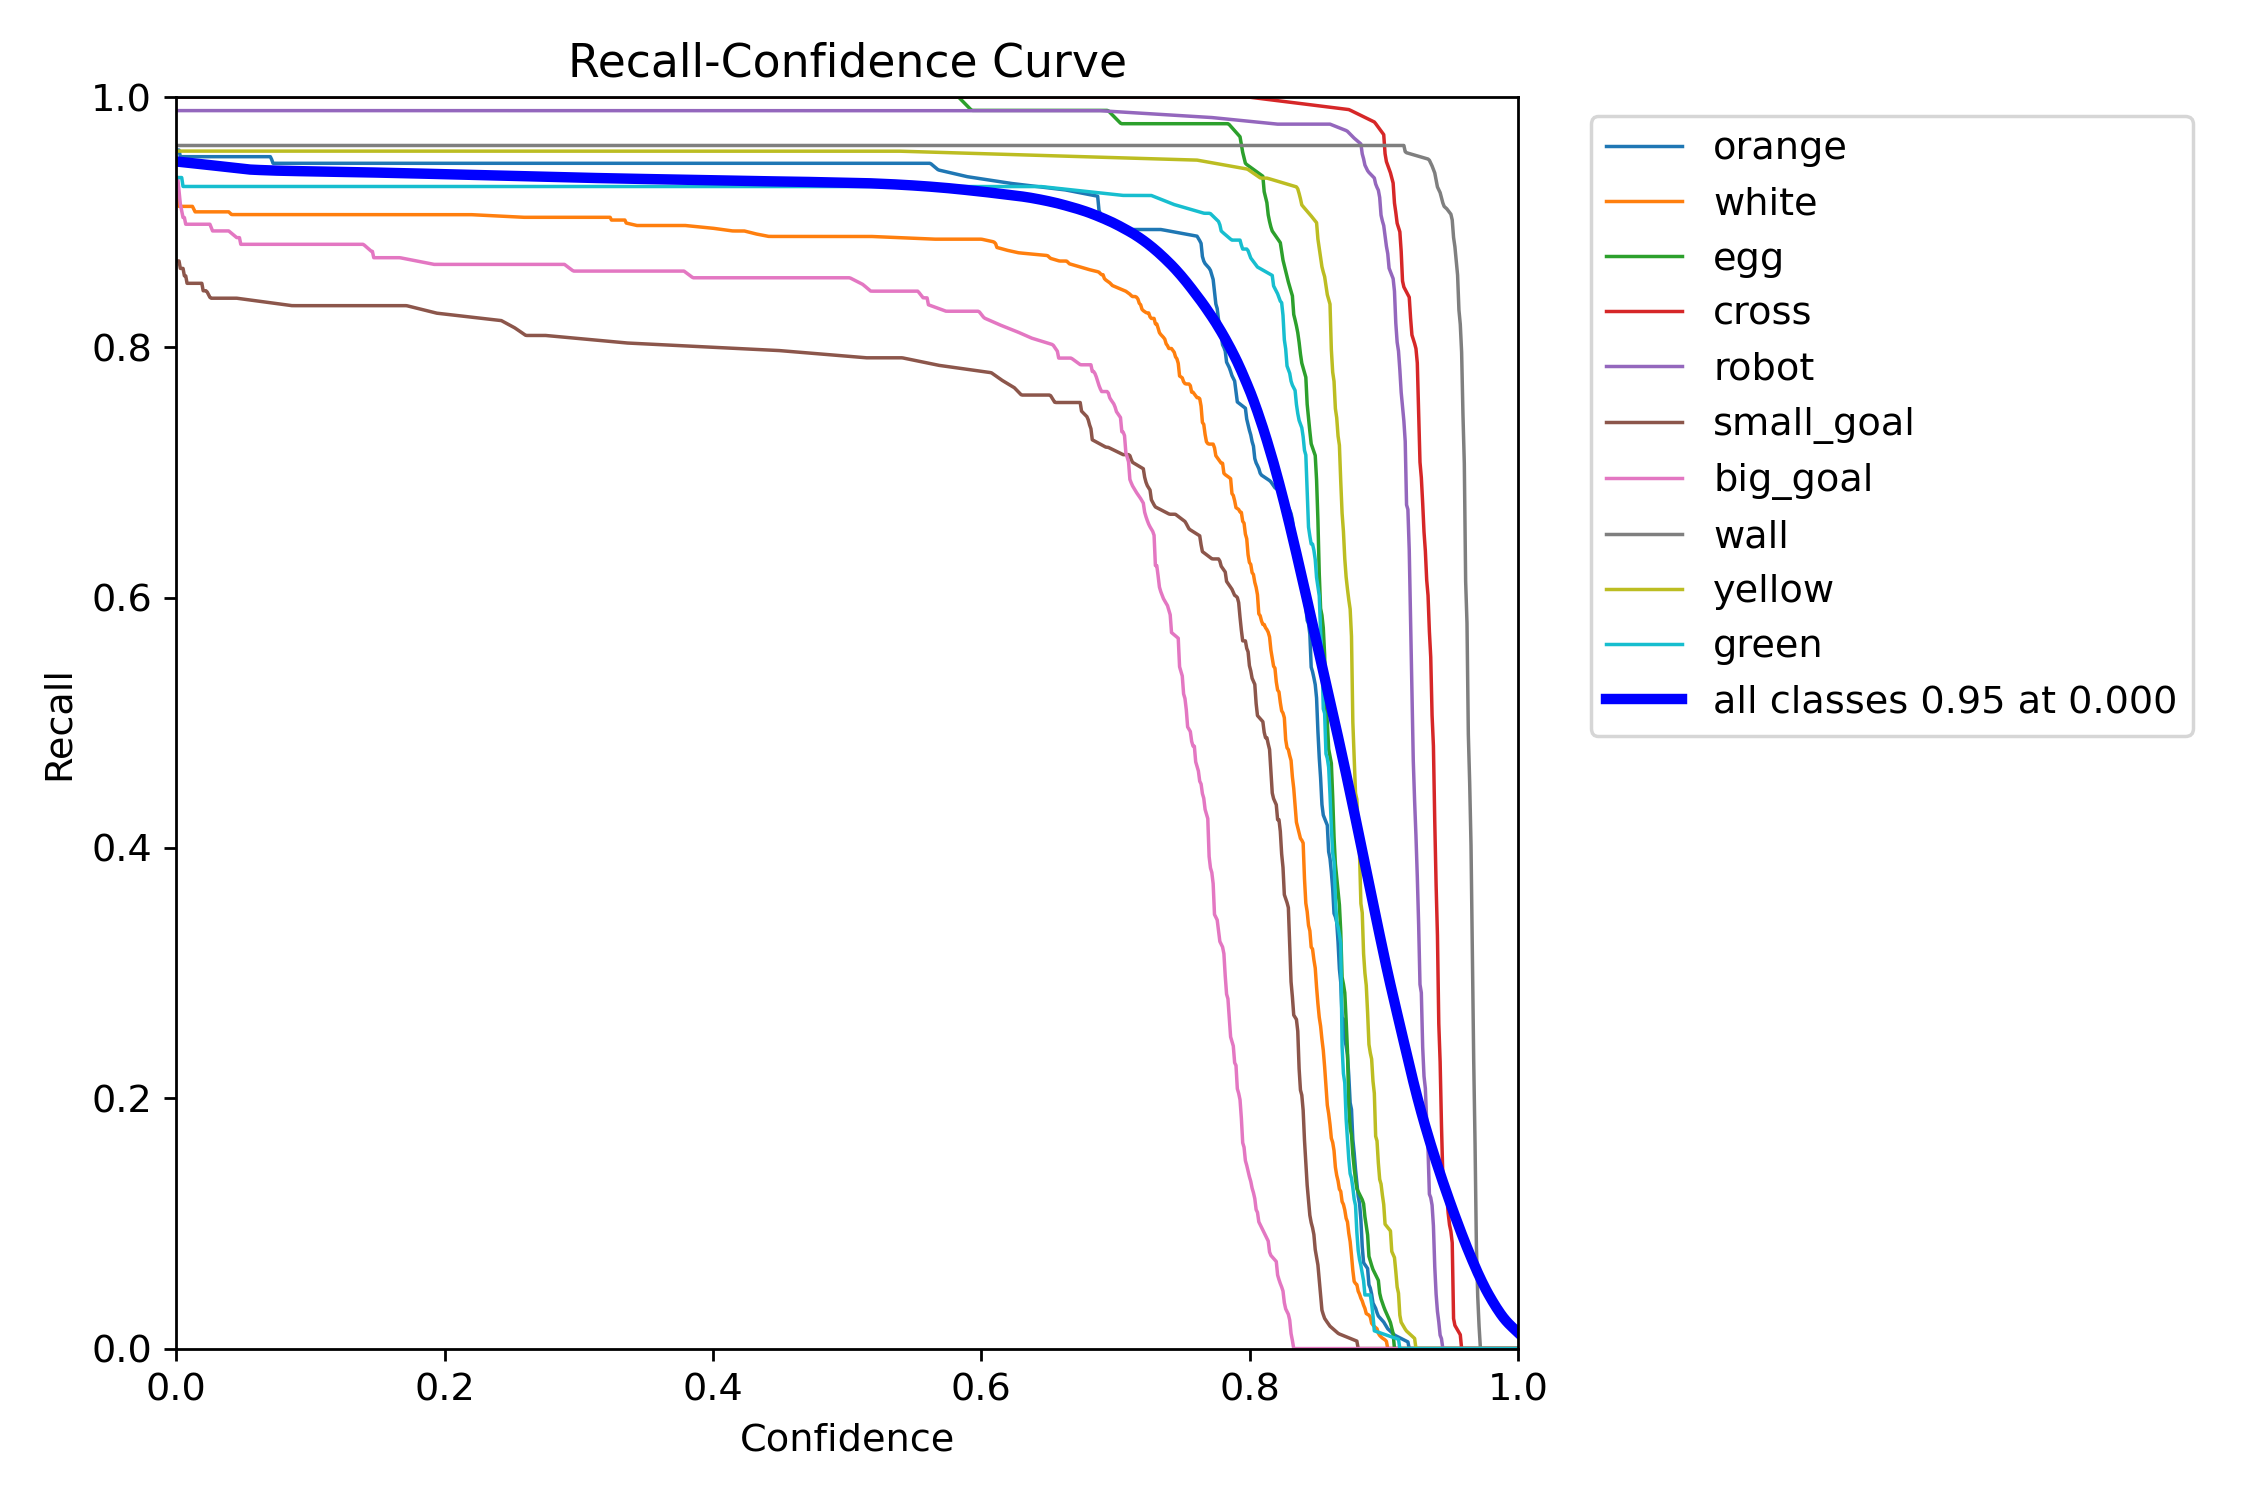 Recall-Confidence Curve
1.0
0.8
0.6
0.4
0.2
0.0
Recall
0.0 0.2 0.4 0.6 0.8 1.0
Confidence
orange
white
egg
cross
robot
small_goal
big_goal
wall
yellow
green
all classes 0.95 at 0.000